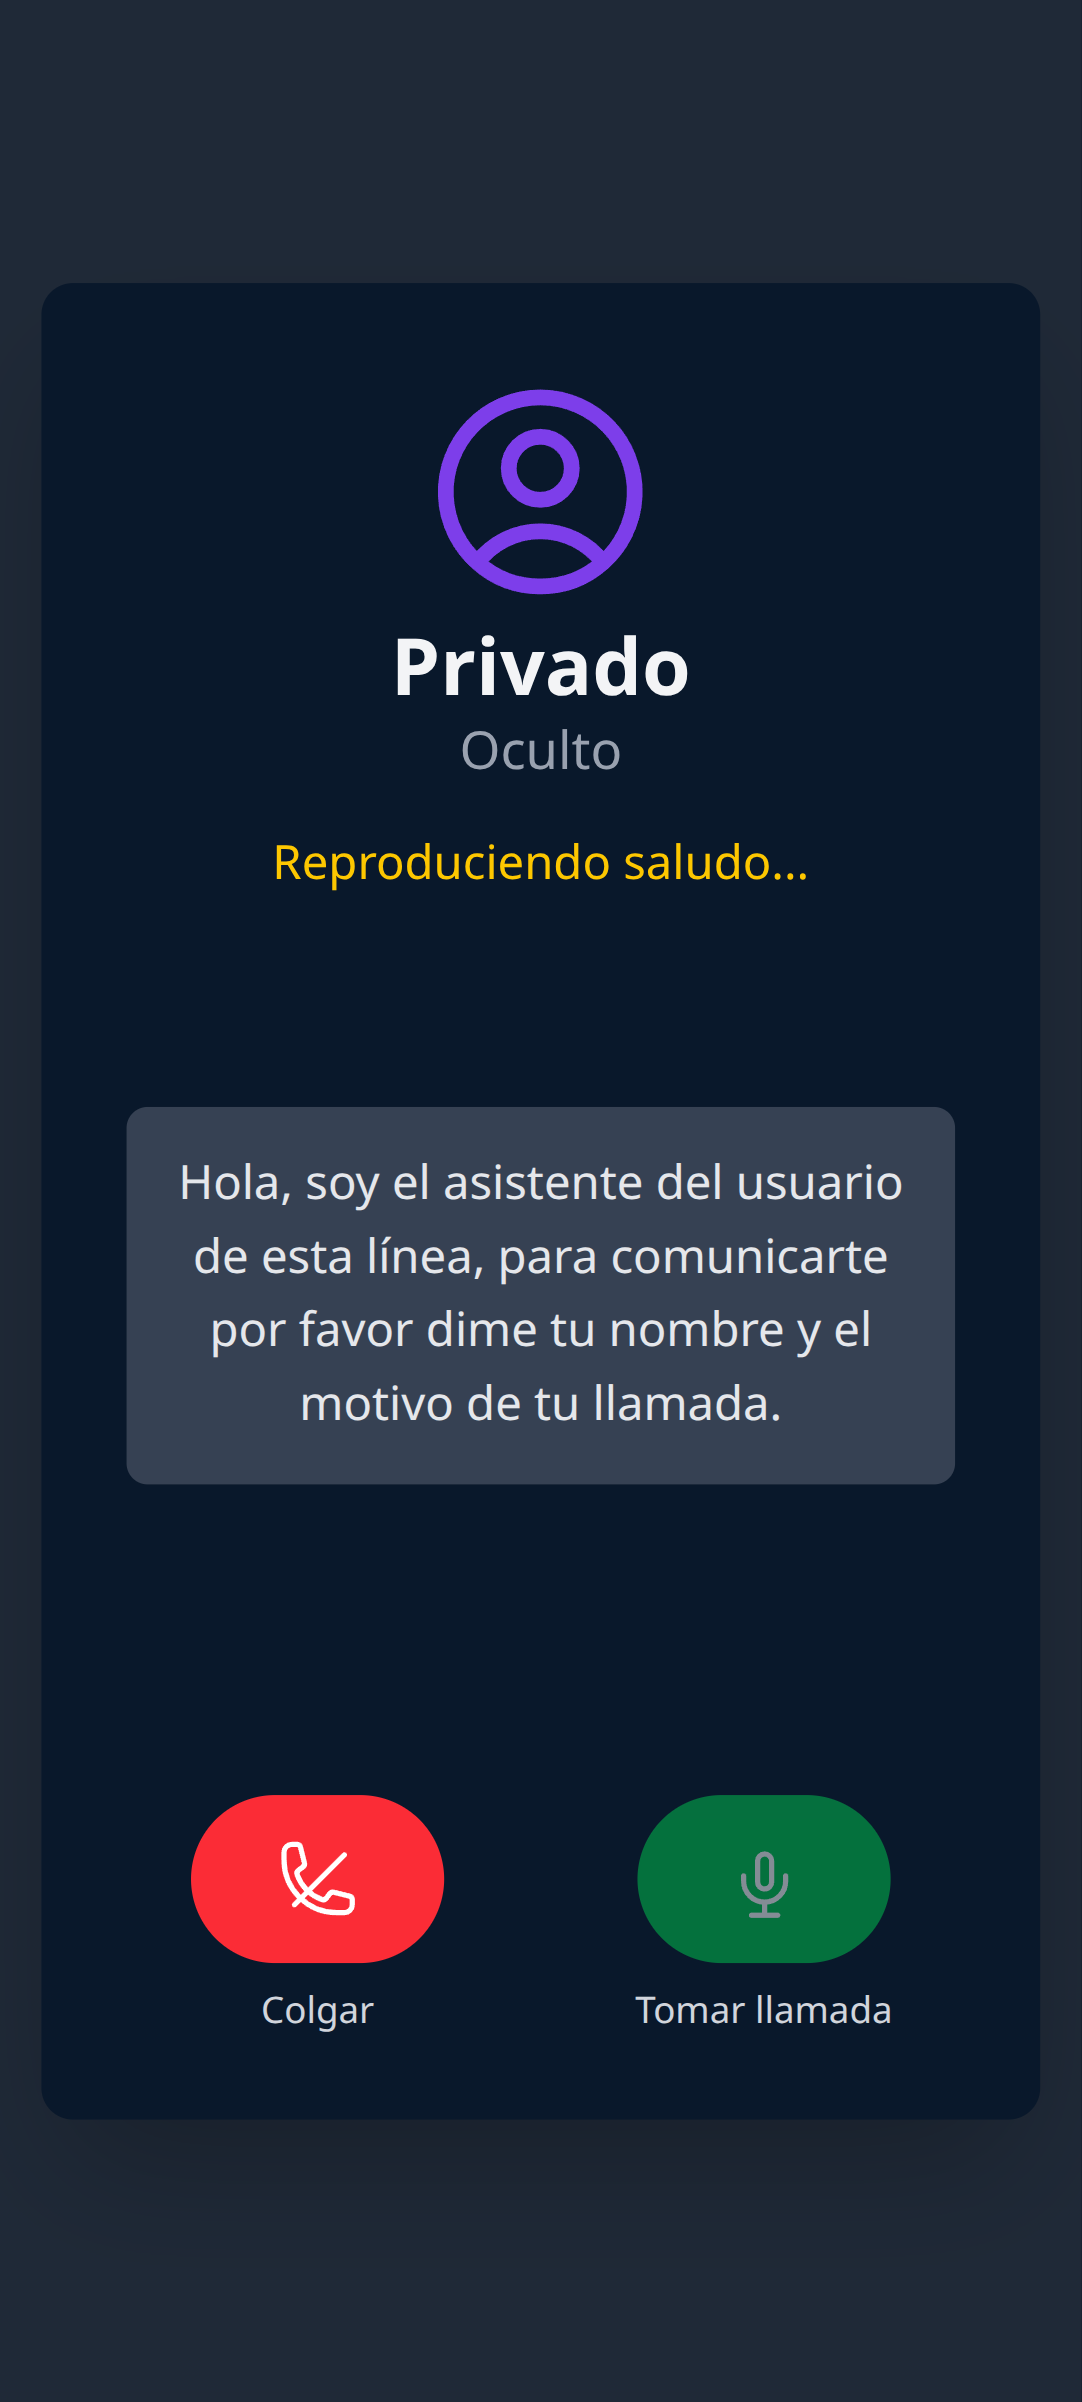 Privado
Oculto
Reproduciendo saludo...
Hola, soy el asistente del usuario
de esta línea, para comunicarte
por favor dime tu nombre y el
motivo de tu llamada.
Colgar
Tomar llamada